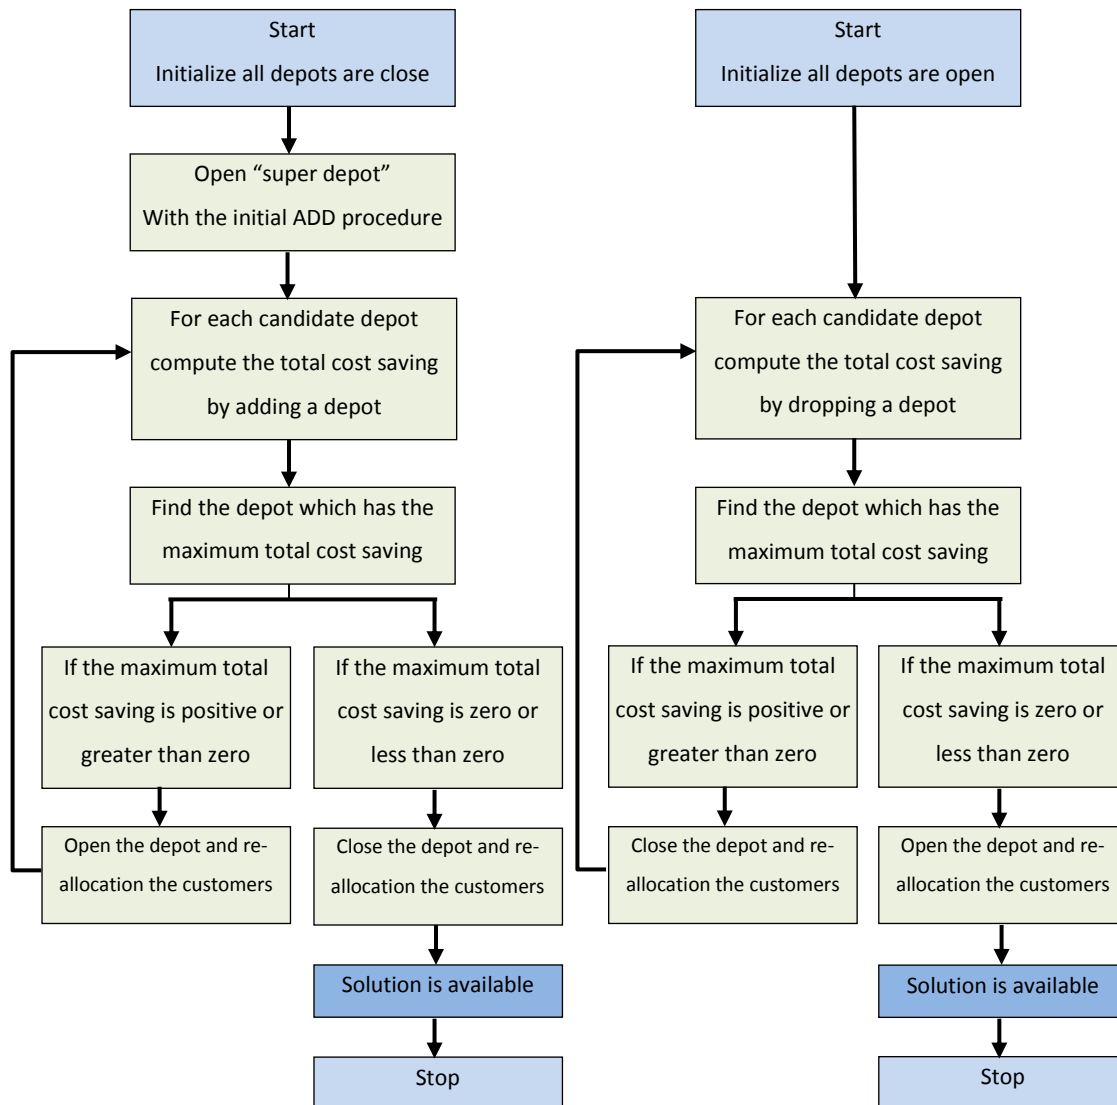 Start
Initialize all depots are close
Open “super depot”
With the initial ADD procedure
For each candidate depot
compute the total cost saving
by adding a depot
Find the depot which has the
maximum total cost saving
If the maximum total
cost saving is positive or
greater than zero
If the maximum total
cost saving is zero or
less than zero
Open the depot and re-
allocation the customers
Close the depot and re-
allocation the customers
Solution is available
Stop
Start
Initialize all depots are open
For each candidate depot
compute the total cost saving
by dropping a depot
Find the depot which has the
maximum total cost saving
If the maximum total
cost saving is positive or
greater than zero
If the maximum total
cost saving is zero or
less than zero
Close the depot and re-
allocation the customers
Open the depot and re-
allocation the customers
Solution is available
Stop